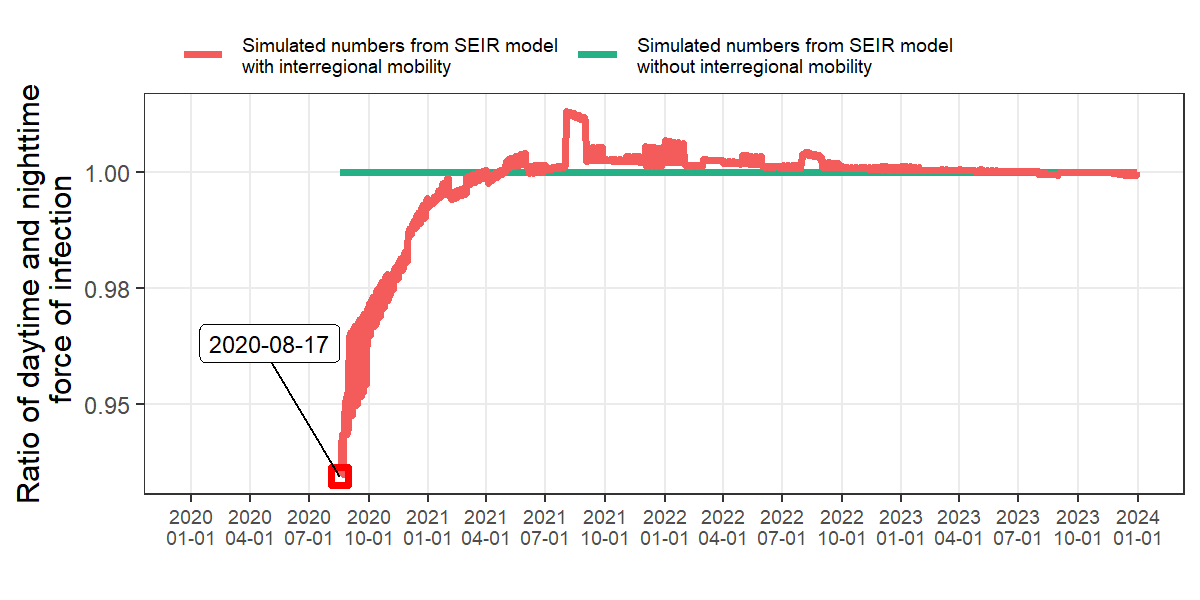 Simulated numbers from SEIR model
with interregional mobility
Simulated numbers from SEIR model
without interregional mobility
Ratio of daytime and nighttime
force of infection
1.00
0.98
0.95
2020-08-17
2020 2020 2020 2020 2021 2021 2021 2021 2022 2022 2022 2022 2023 2023 2023 2023 2024
01-01 04-01 07-01 10-01 01-01 04-01 07-01 10-01 01-01 04-01 07-01 10-01 01-01 04-01 07-01 10-01 01-01